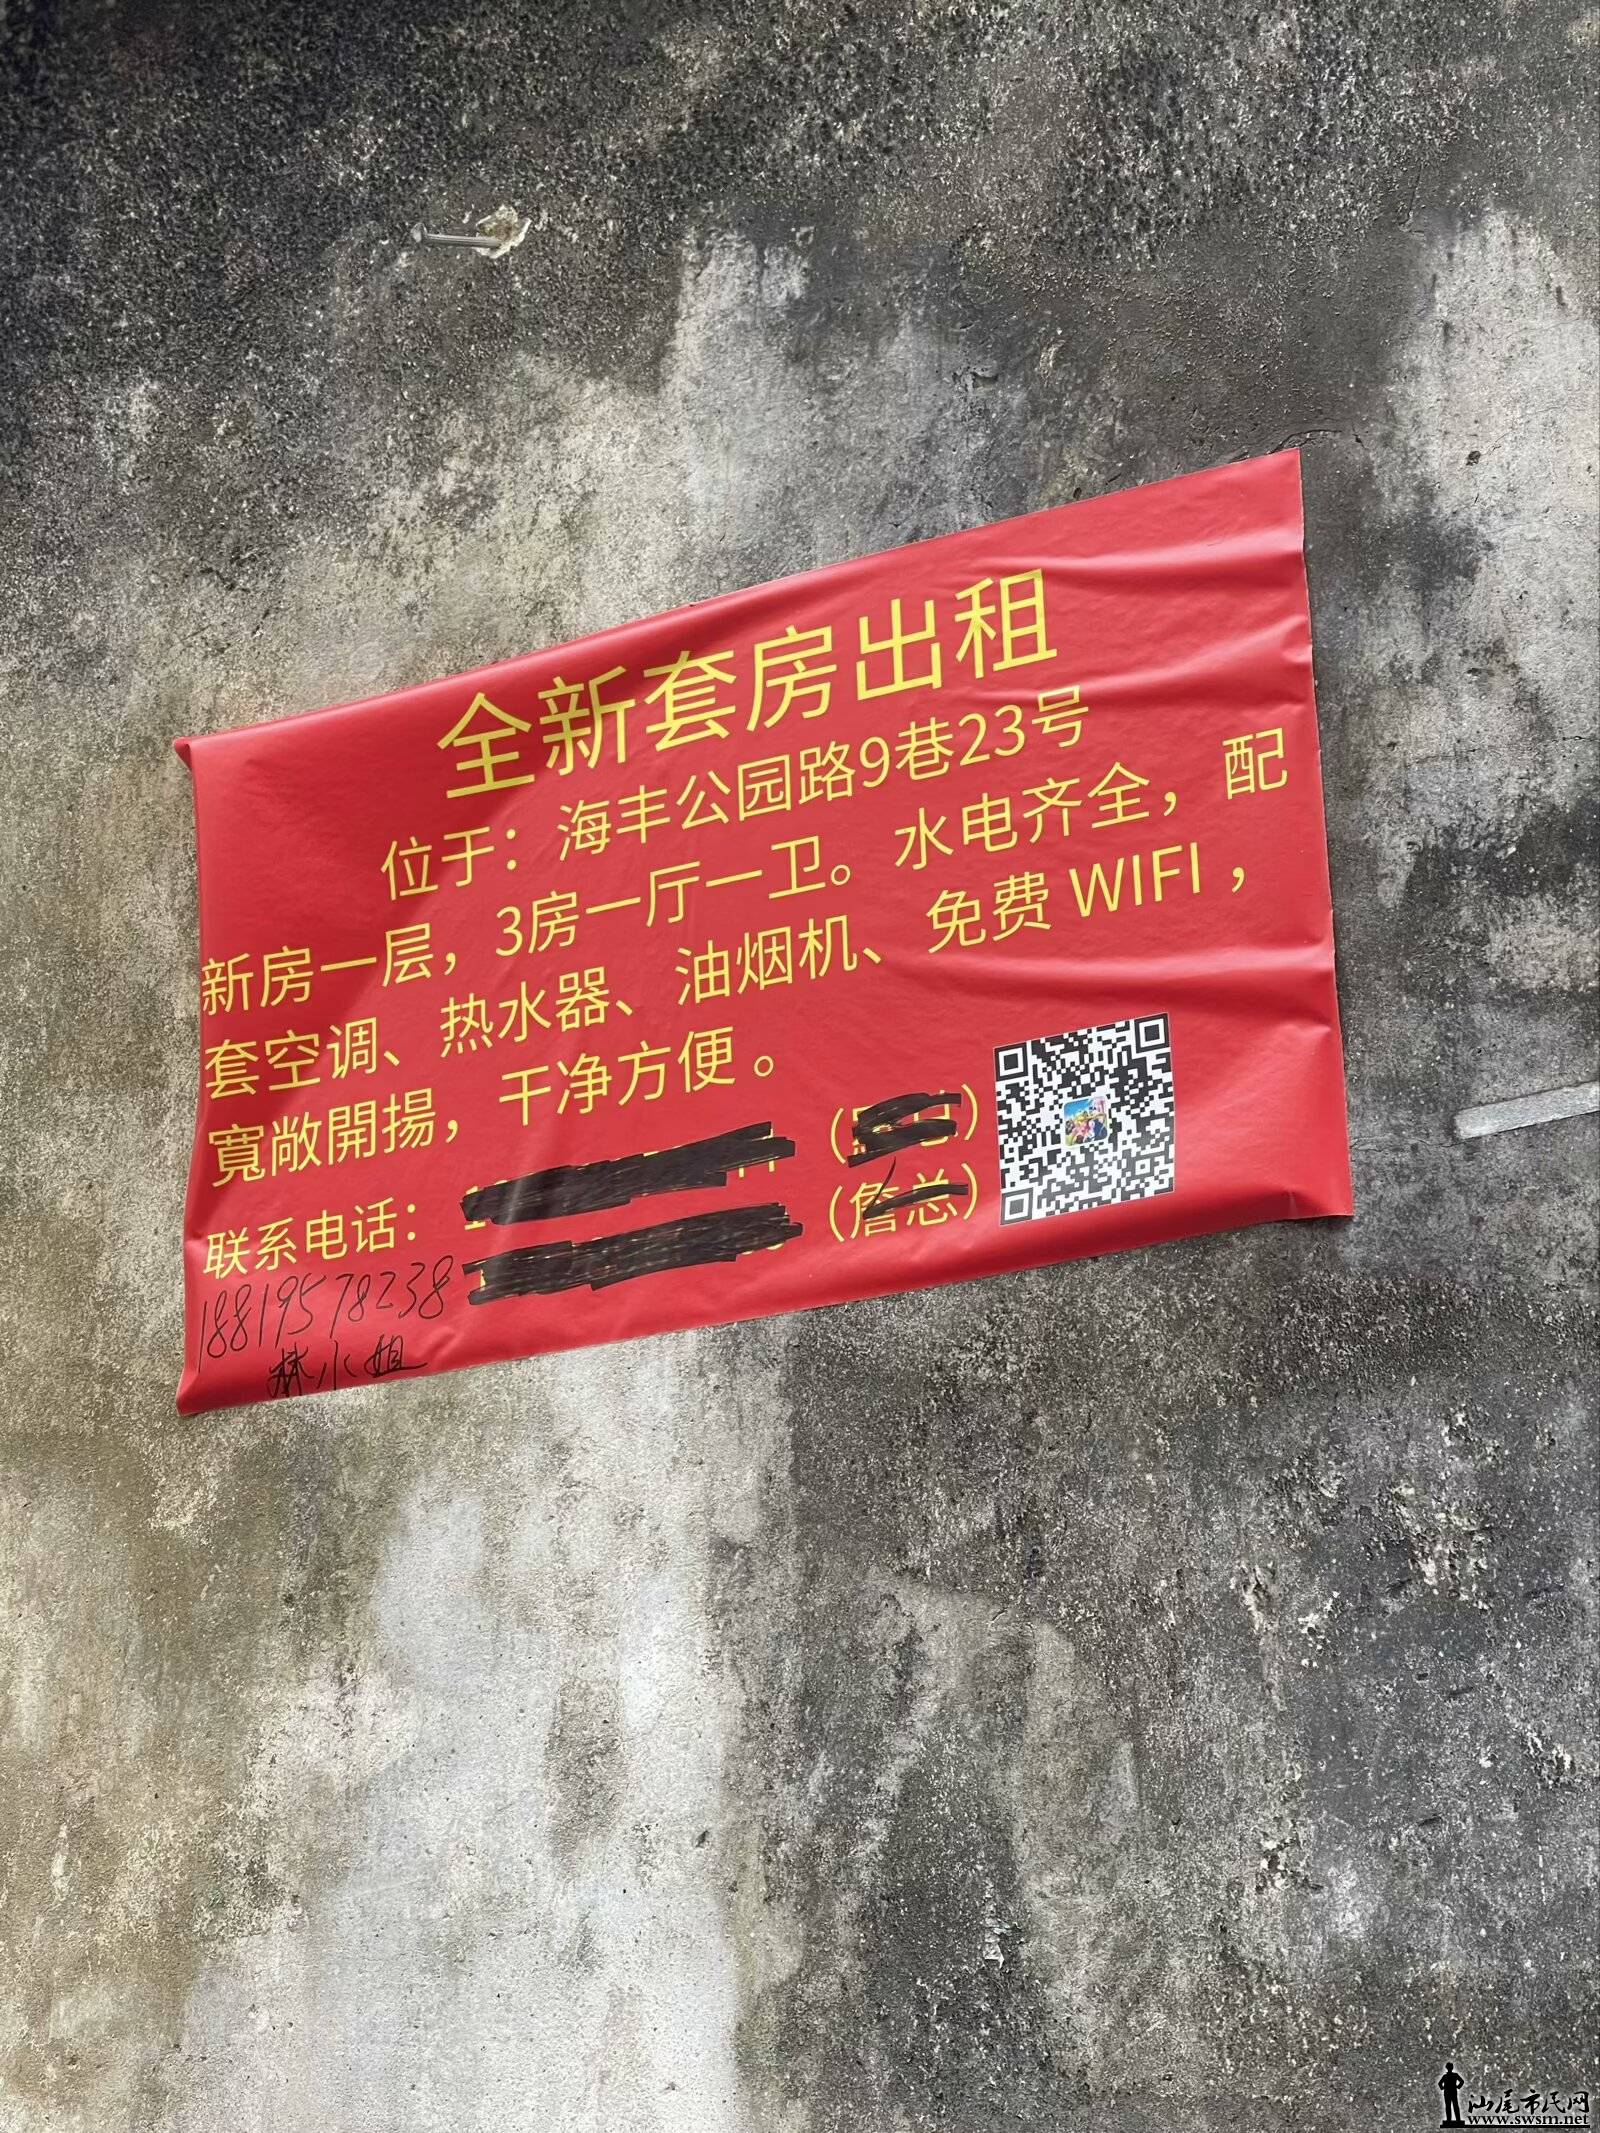 全新套房出租
位于：海丰公园路9巷23号
新房一层，3房一厅一卫。水电齐全，配
套空调、热水器、油烟机、免费 WIFI，
寬敞開揚，干净方便。
联系电话：
（詹总）
18819578238
林小姐
汕尾市民网
www.swsm.net